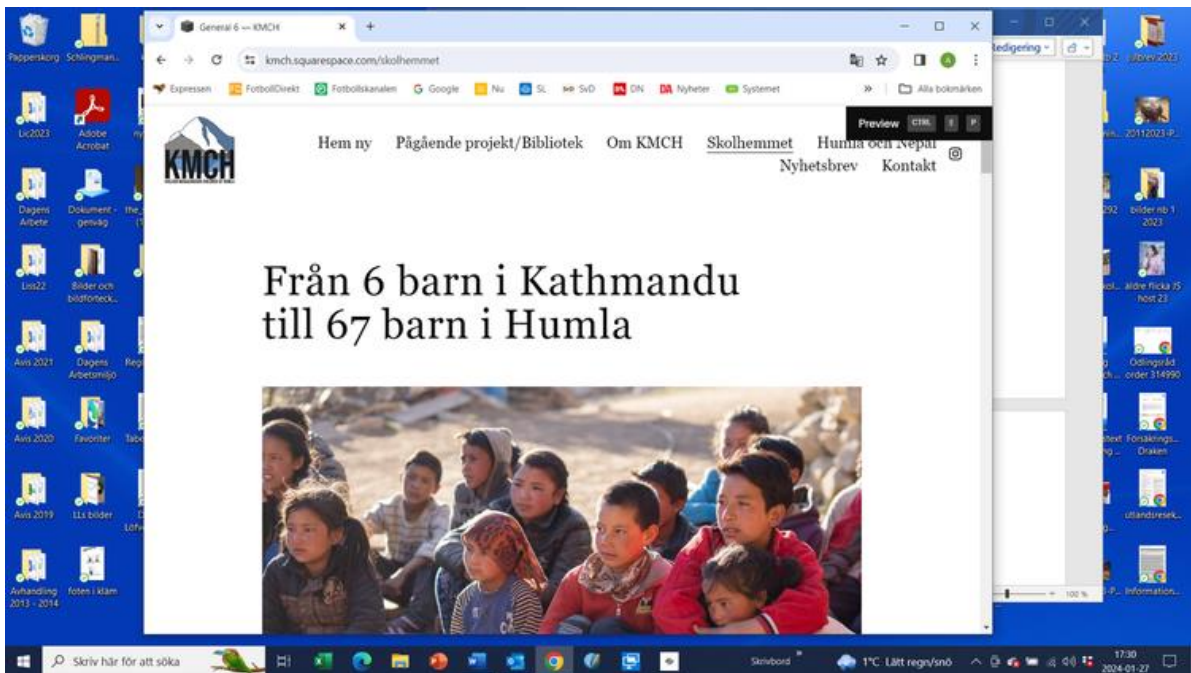 General 6 — KMCH
kmch.squarespace.com/skolhemmet
Redigering
Expressen FotbollDirekt Fotbollskanalen Google Nu SL SvD DN Nyheter Systemet Alla bokmärken
Preview CTRL P
KMCH
Hem ny Pågående projekt/Bibliotek Om KMCH Skolhemmet Humla och Nepal
Nyhetsbrev Kontakt
Från 6 barn i Kathmandu
till 67 barn i Humla
Papperskorg
Schlingman...
Lic2023
Adobe
Acrobat
Dagens
Arbete
Dokument -
genväg
Liss22
Bilder och
bildförteck...
Avis 2021
Dagens
Arbetsmiljö
Avis 2020
Favoriter
Avis 2019
LLs bilder
Avhandling
2013 - 2014
foten i kläm
julbrev 2023
20112023-P...
bilder nb 1
2023
äldre flicka JS
höst 23
Odlingsråd
order 314990
Försäkrings...
Draken
utlandsresek...
Information...
100 %
Skriv här för att söka
Skrivbord
1°C Lätt regn/snö
17:30
2024-01-27